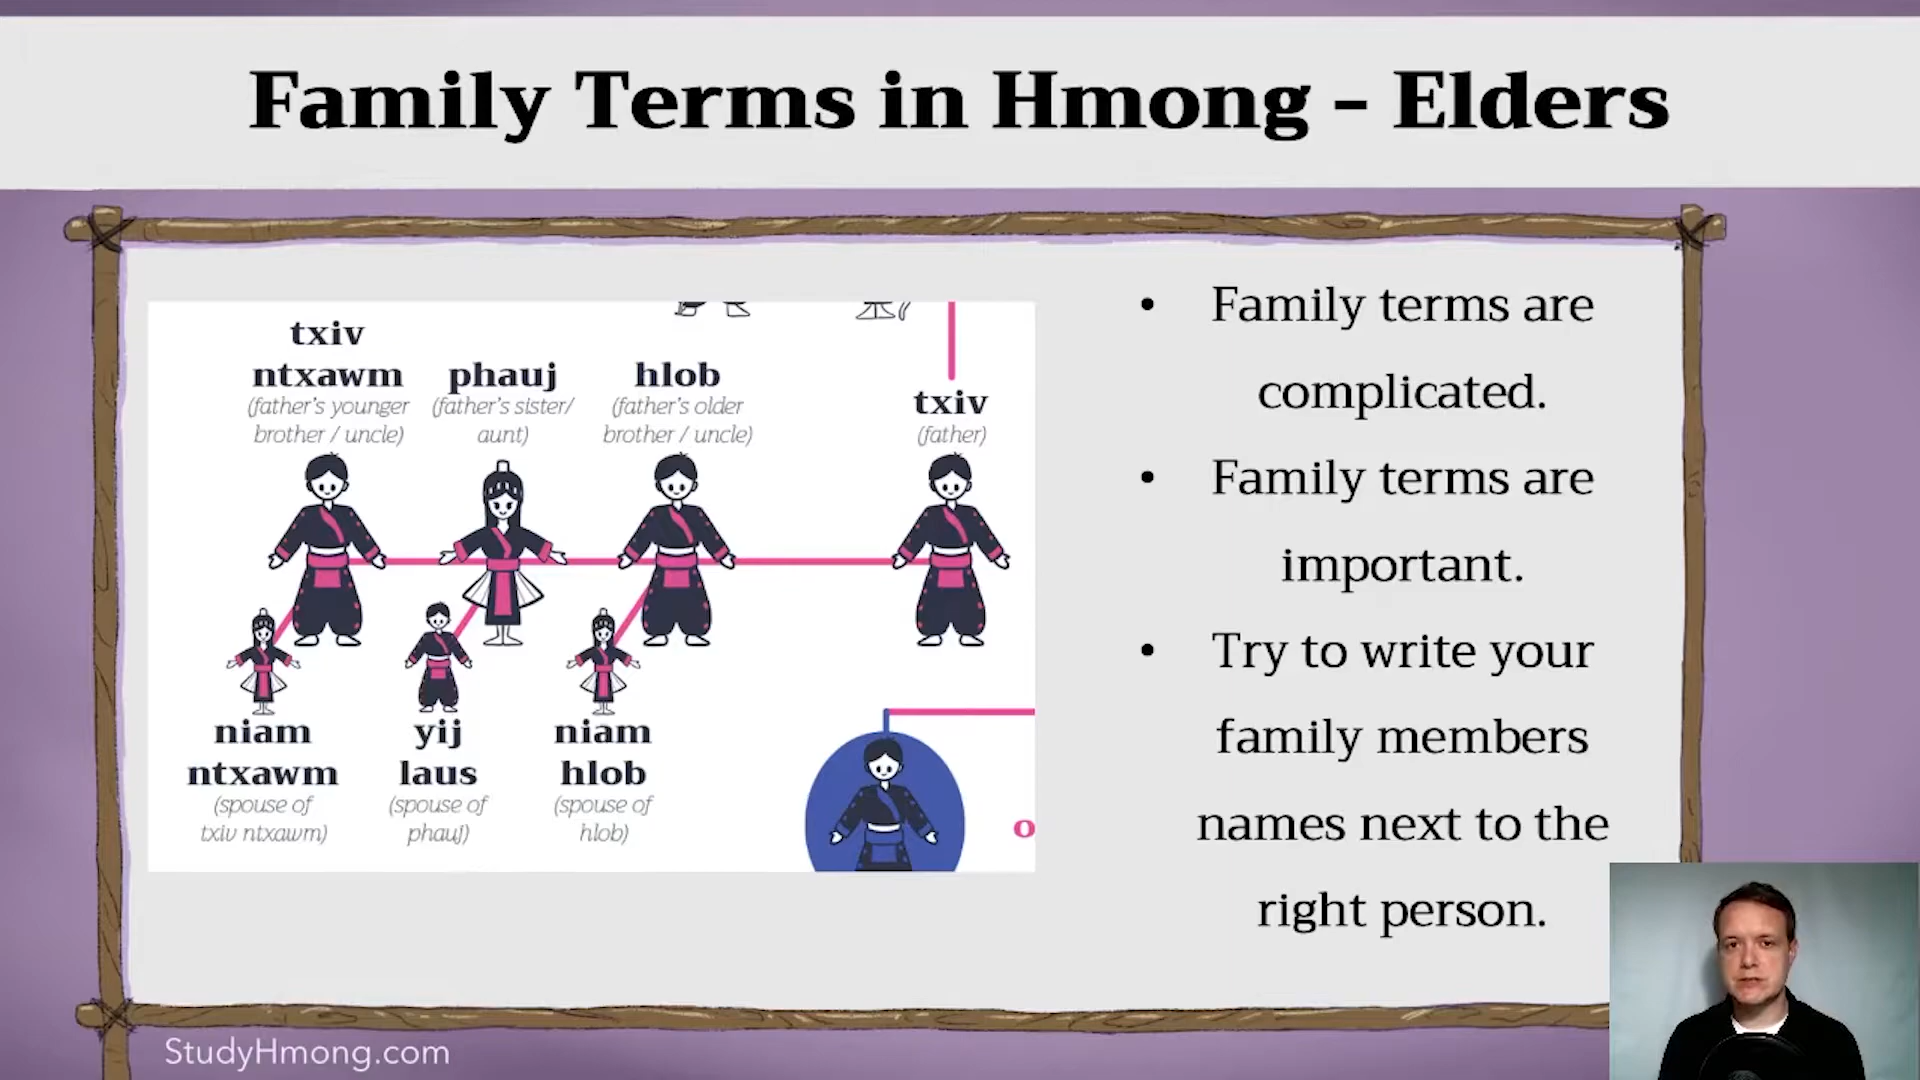 Family Terms in Hmong - Elders
txiv
ntxawm
(father's younger
brother / uncle)
phauj
(father's sister/
aunt)
hlob
(father's older
brother / uncle)
txiv
(father)
niam
ntxawm
(spouse of
txiv ntxawm)
yij
laus
(spouse of
phauj)
niam
hlob
(spouse of
hlob)
o
• Family terms are
complicated.
• Family terms are
important.
• Try to write your
family members
names next to the
right person.
StudyHmong.com